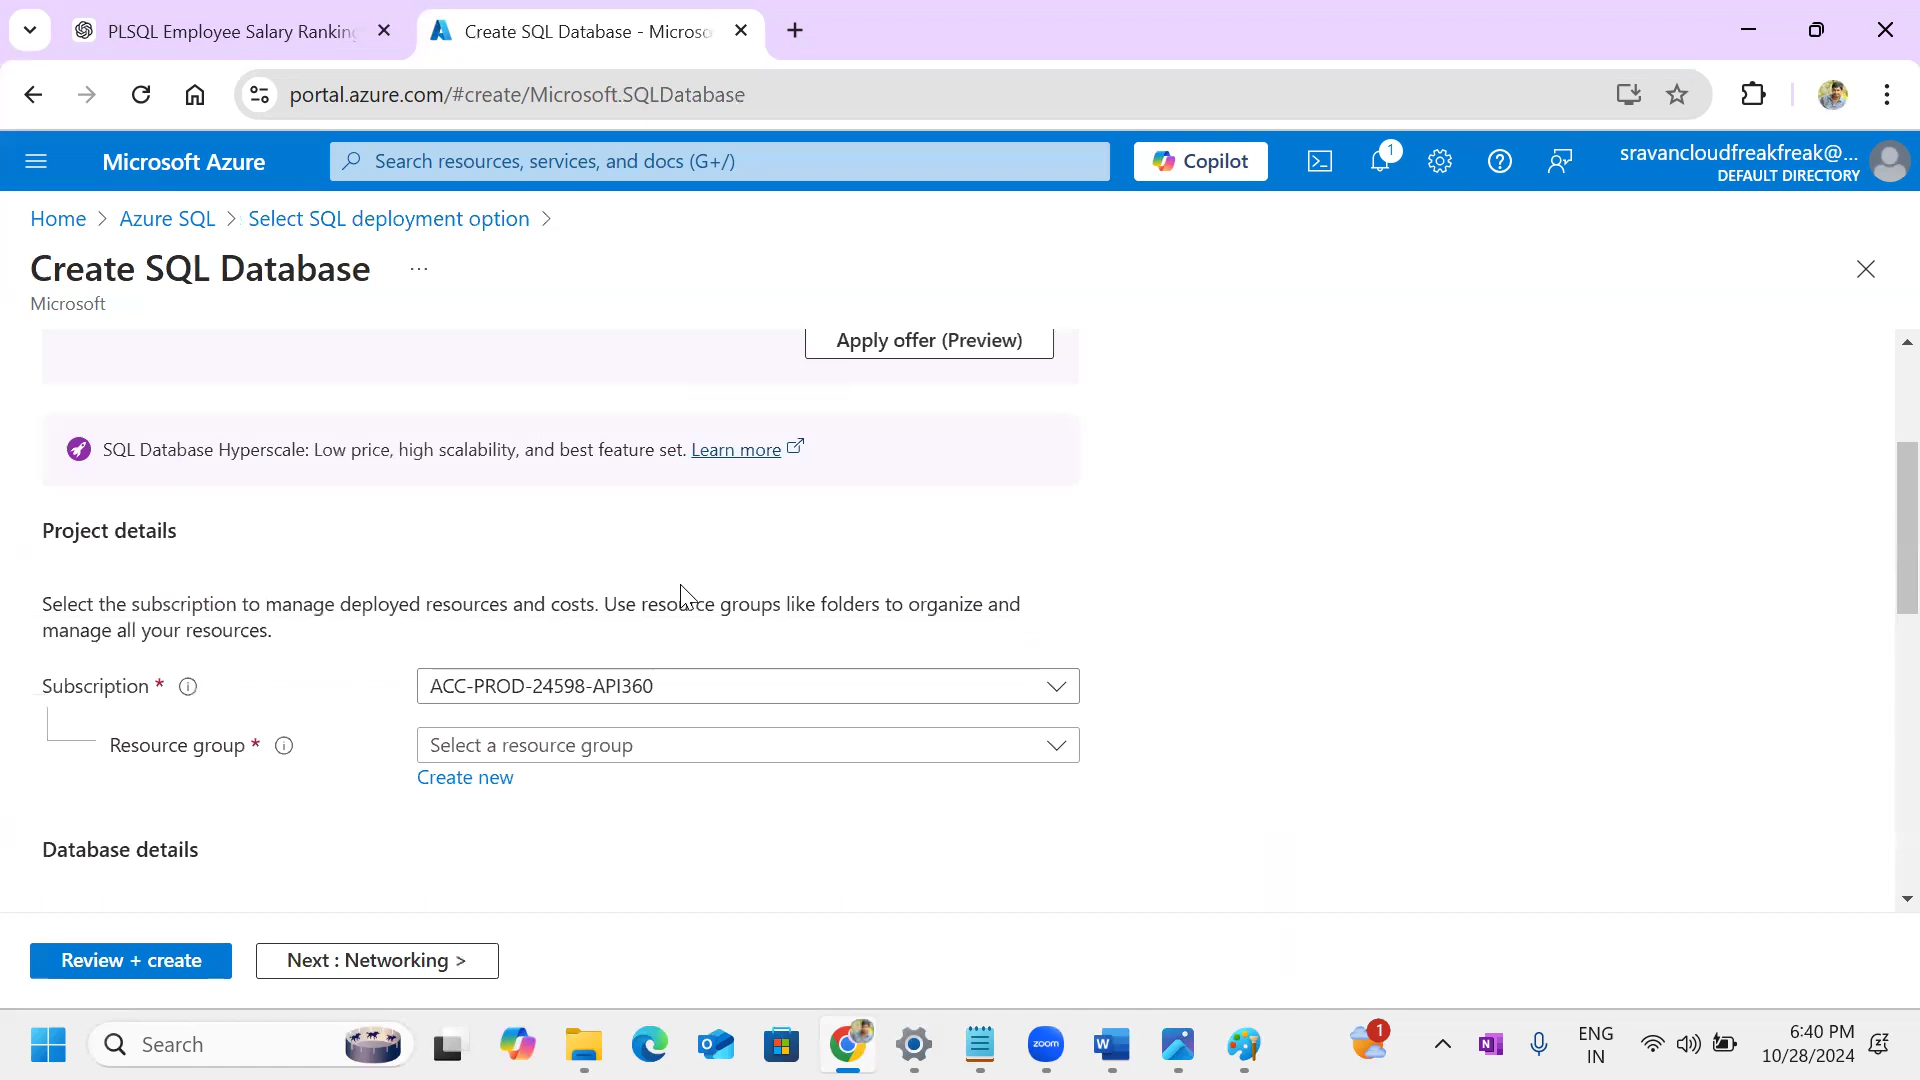 PLSQL Employee Salary Ranking
Create SQL Database - Microso
portal.azure.com/#create/Microsoft.SQLDatabase
Microsoft Azure
Search resources, services, and docs (G+/)
Copilot
1
sravancloudfreakfreak@...
DEFAULT DIRECTORY
Home > Azure SQL > Select SQL deployment option >
Create SQL Database ...
Microsoft
Apply offer (Preview)
SQL Database Hyperscale: Low price, high scalability, and best feature set. Learn more
Project details
Select the subscription to manage deployed resources and costs. Use resource groups like folders to organize and
manage all your resources.
Subscription *
ACC-PROD-24598-API360
Resource group *
Select a resource group
Create new
Database details
Review + create
Next : Networking >
Search
zoom
1
ENG
IN
6:40 PM
10/28/2024